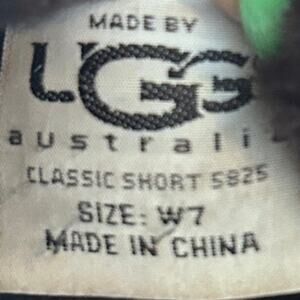 MADE BY
UGG
australia
CLASSIC SHORT 5825
SIZE: W7
MADE IN CHINA